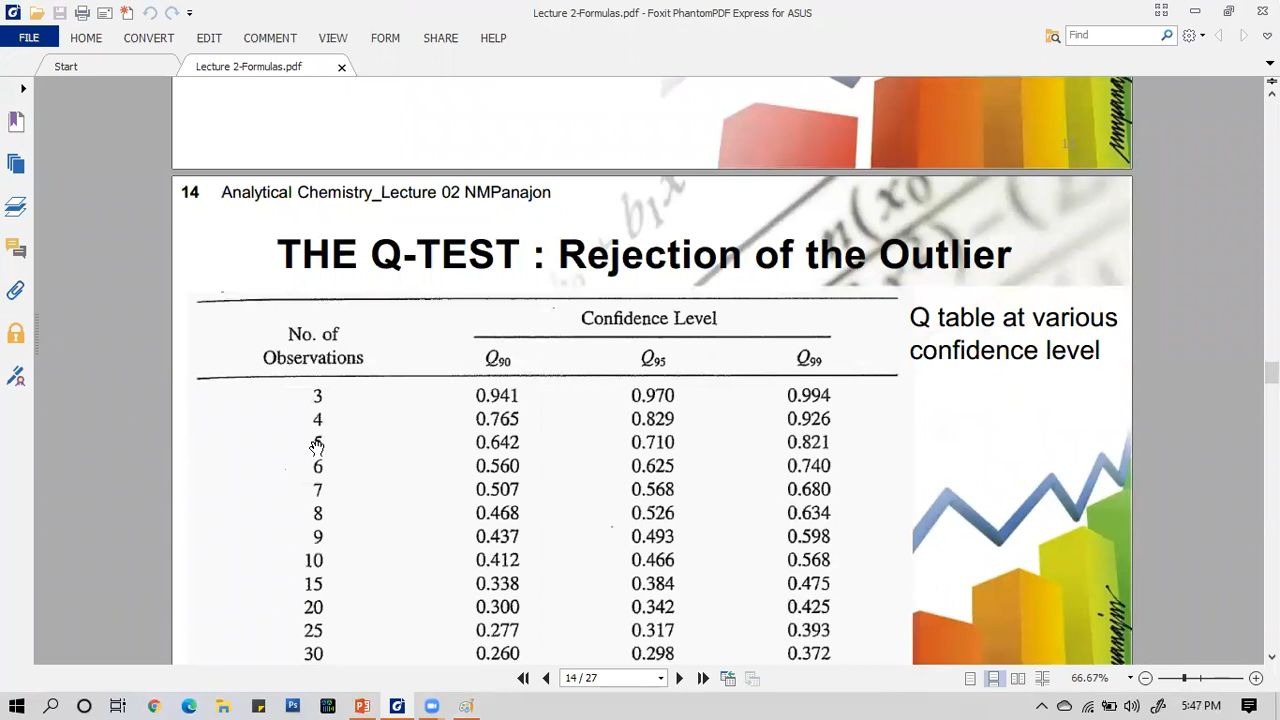 Lecture 2-Formulas.pdf - Foxit PhantomPDF Express for ASUS
FILE HOME CONVERT EDIT COMMENT VIEW FORM SHARE HELP
Find
Start
Lecture 2-Formulas.pdf
14 Analytical Chemistry_Lecture 02 NMPanajon
THE Q-TEST : Rejection of the Outlier
No. of Observations
Confidence Level
Q90 Q95 Q99
3 0.941 0.970 0.994
4 0.765 0.829 0.926
5 0.642 0.710 0.821
6 0.560 0.625 0.740
7 0.507 0.568 0.680
8 0.468 0.526 0.634
9 0.437 0.493 0.598
10 0.412 0.466 0.568
15 0.338 0.384 0.475
20 0.300 0.342 0.425
25 0.277 0.317 0.393
30 0.260 0.298 0.372
Q table at various
confidence level
14 / 27
66.67%
5:47 PM